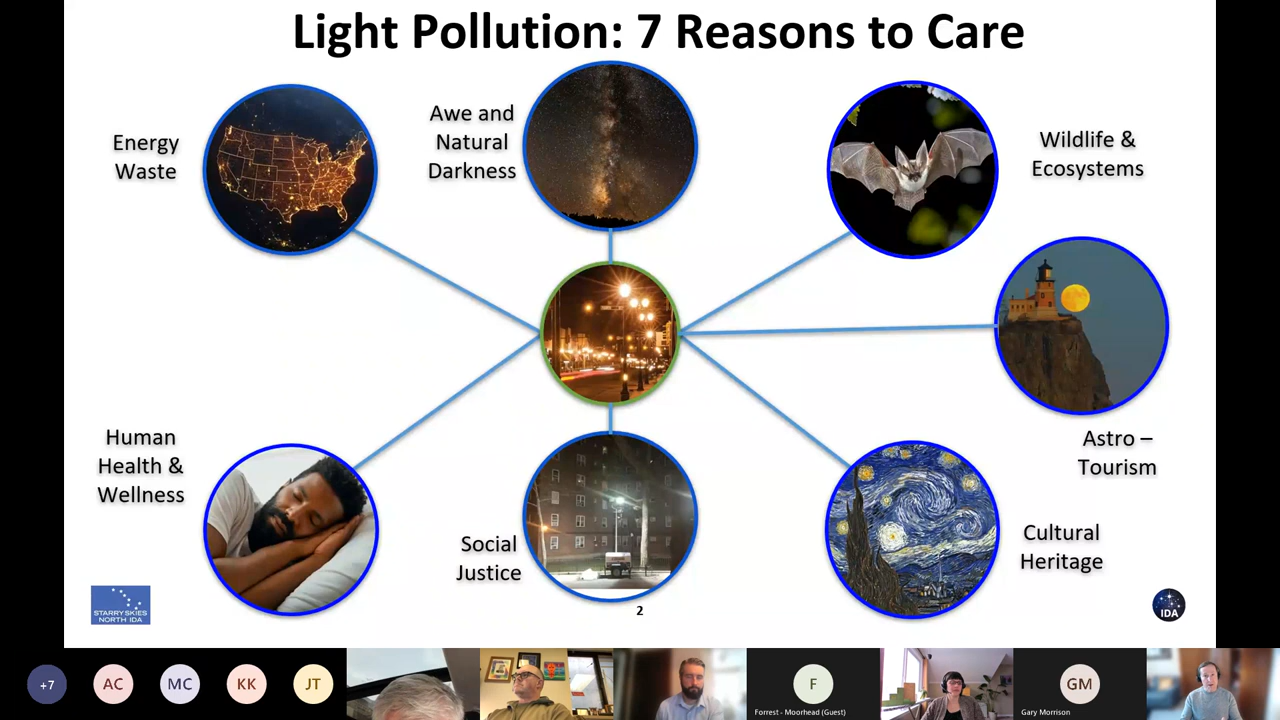 Light Pollution: 7 Reasons to Care
Energy
Waste
Awe and
Natural
Darkness
Wildlife &
Ecosystems
Astro –
Tourism
Human
Health &
Wellness
Social
Justice
Cultural
Heritage
STARRY SKIES
NORTH IDA
2
IDA
+7
AC
MC
KK
JT
F
Forrest - Moorhead (Guest)
GM
Gary Morrison